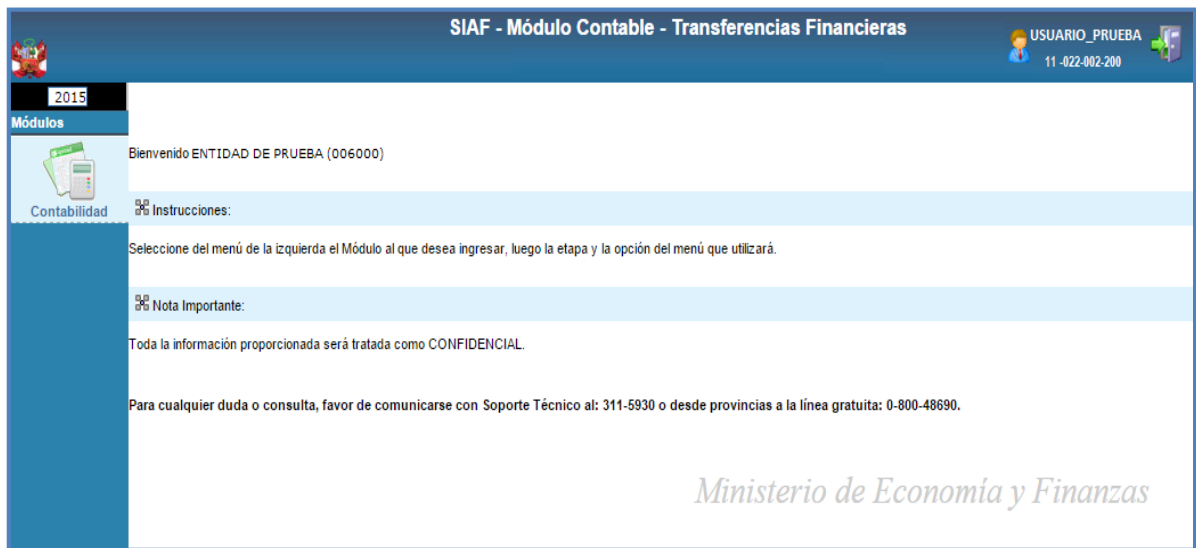 SIAF - Módulo Contable - Transferencias Financieras
USUARIO_PRUEBA
11 -022-002-200
2015
Módulos
Contabilidad
Bienvenido ENTIDAD DE PRUEBA (006000)
Instrucciones:
Seleccione del menú de la izquierda el Módulo al que desea ingresar, luego la etapa y la opción del menú que utilizará.
Nota Importante:
Toda la información proporcionada será tratada como CONFIDENCIAL.
Para cualquier duda o consulta, favor de comunicarse con Soporte Técnico al: 311-5930 o desde provincias a la línea gratuita: 0-800-48690.
Ministerio de Economía y Finanzas